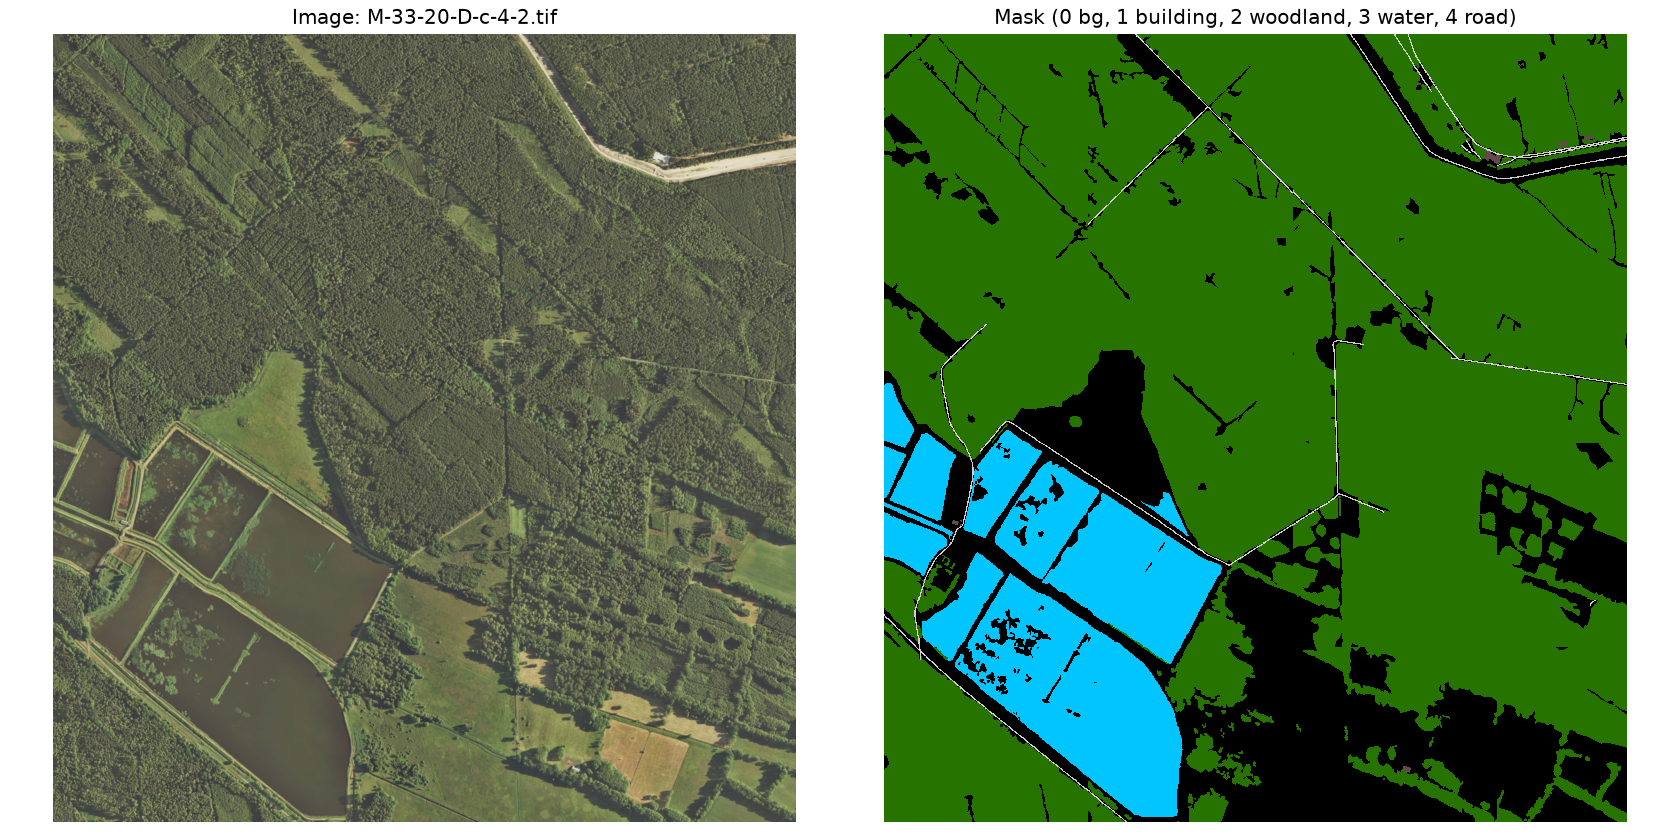 Image: M-33-20-D-c-4-2.tif
Mask (0 bg, 1 building, 2 woodland, 3 water, 4 road)